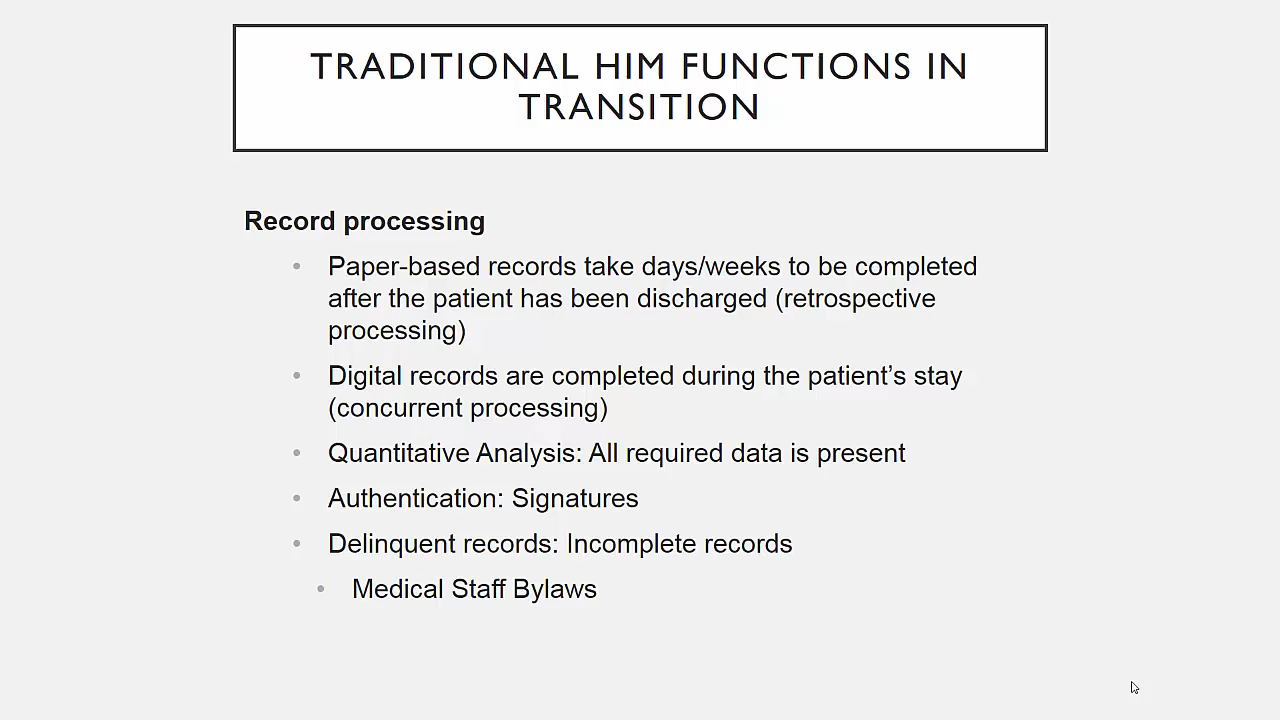 TRADITIONAL HIM FUNCTIONS IN
TRANSITION
Record processing
• Paper-based records take days/weeks to be completed
after the patient has been discharged (retrospective
processing)
• Digital records are completed during the patient’s stay
(concurrent processing)
• Quantitative Analysis: All required data is present
• Authentication: Signatures
• Delinquent records: Incomplete records
• Medical Staff Bylaws